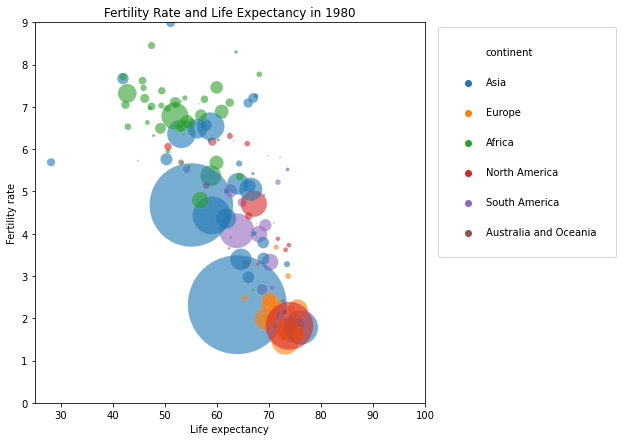 Fertility Rate and Life Expectancy in 1980
Fertility rate
9
8
7
6
5
4
3
2
1
0
30 40 50 60 70 80 90 100
Life expectancy
continent
Asia
Europe
Africa
North America
South America
Australia and Oceania